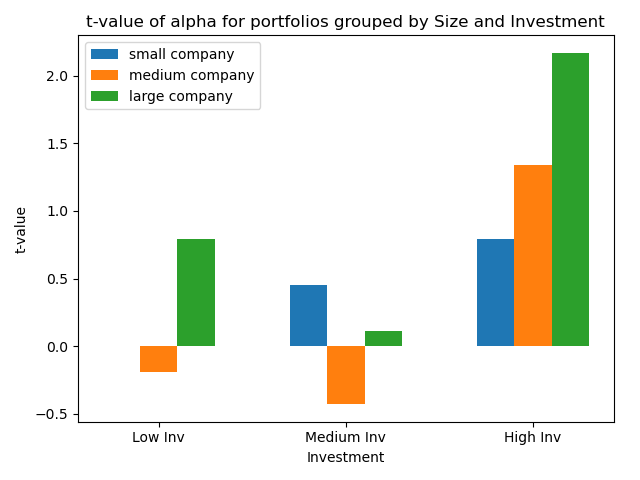 t-value of alpha for portfolios grouped by Size and Investment
small company
medium company
large company
2.0
1.5
1.0
0.5
0.0
−0.5
t-value
Low Inv
Medium Inv
High Inv
Investment